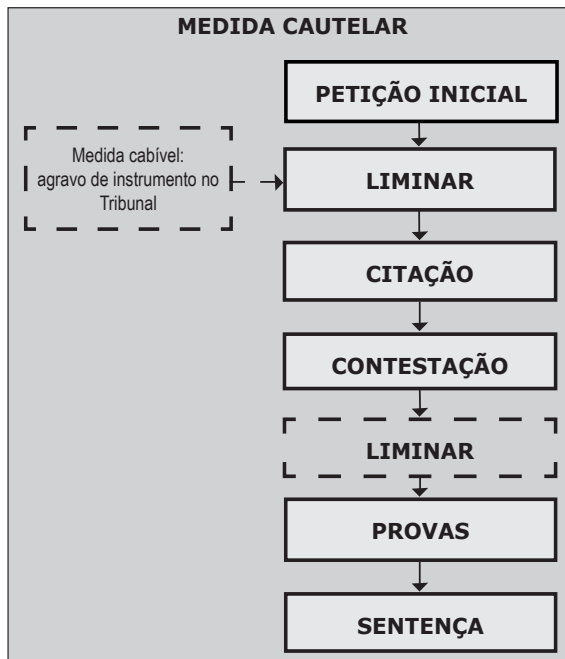 MEDIDA CAUTELAR
PETIÇÃO INICIAL
Medida cabível:
agravo de instrumento no
Tribunal
LIMINAR
CITAÇÃO
CONTESTAÇÃO
LIMINAR
PROVAS
SENTENÇA